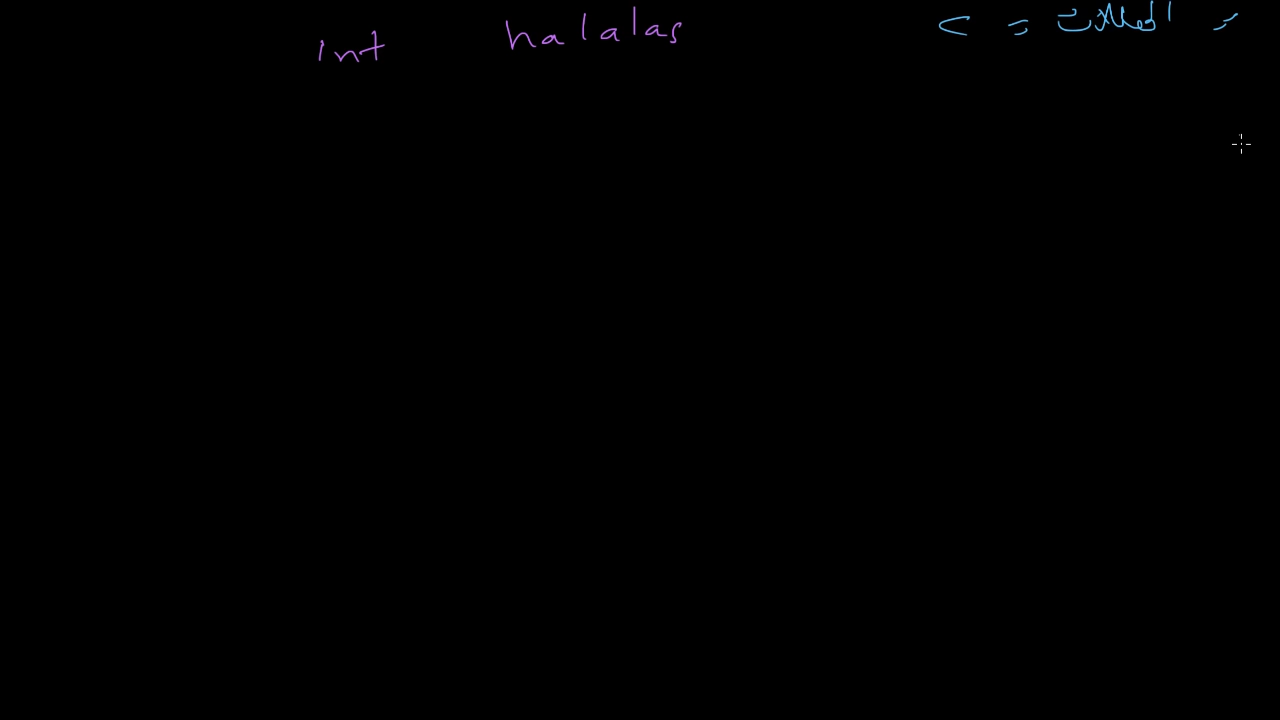 int halalas = الهللات = >